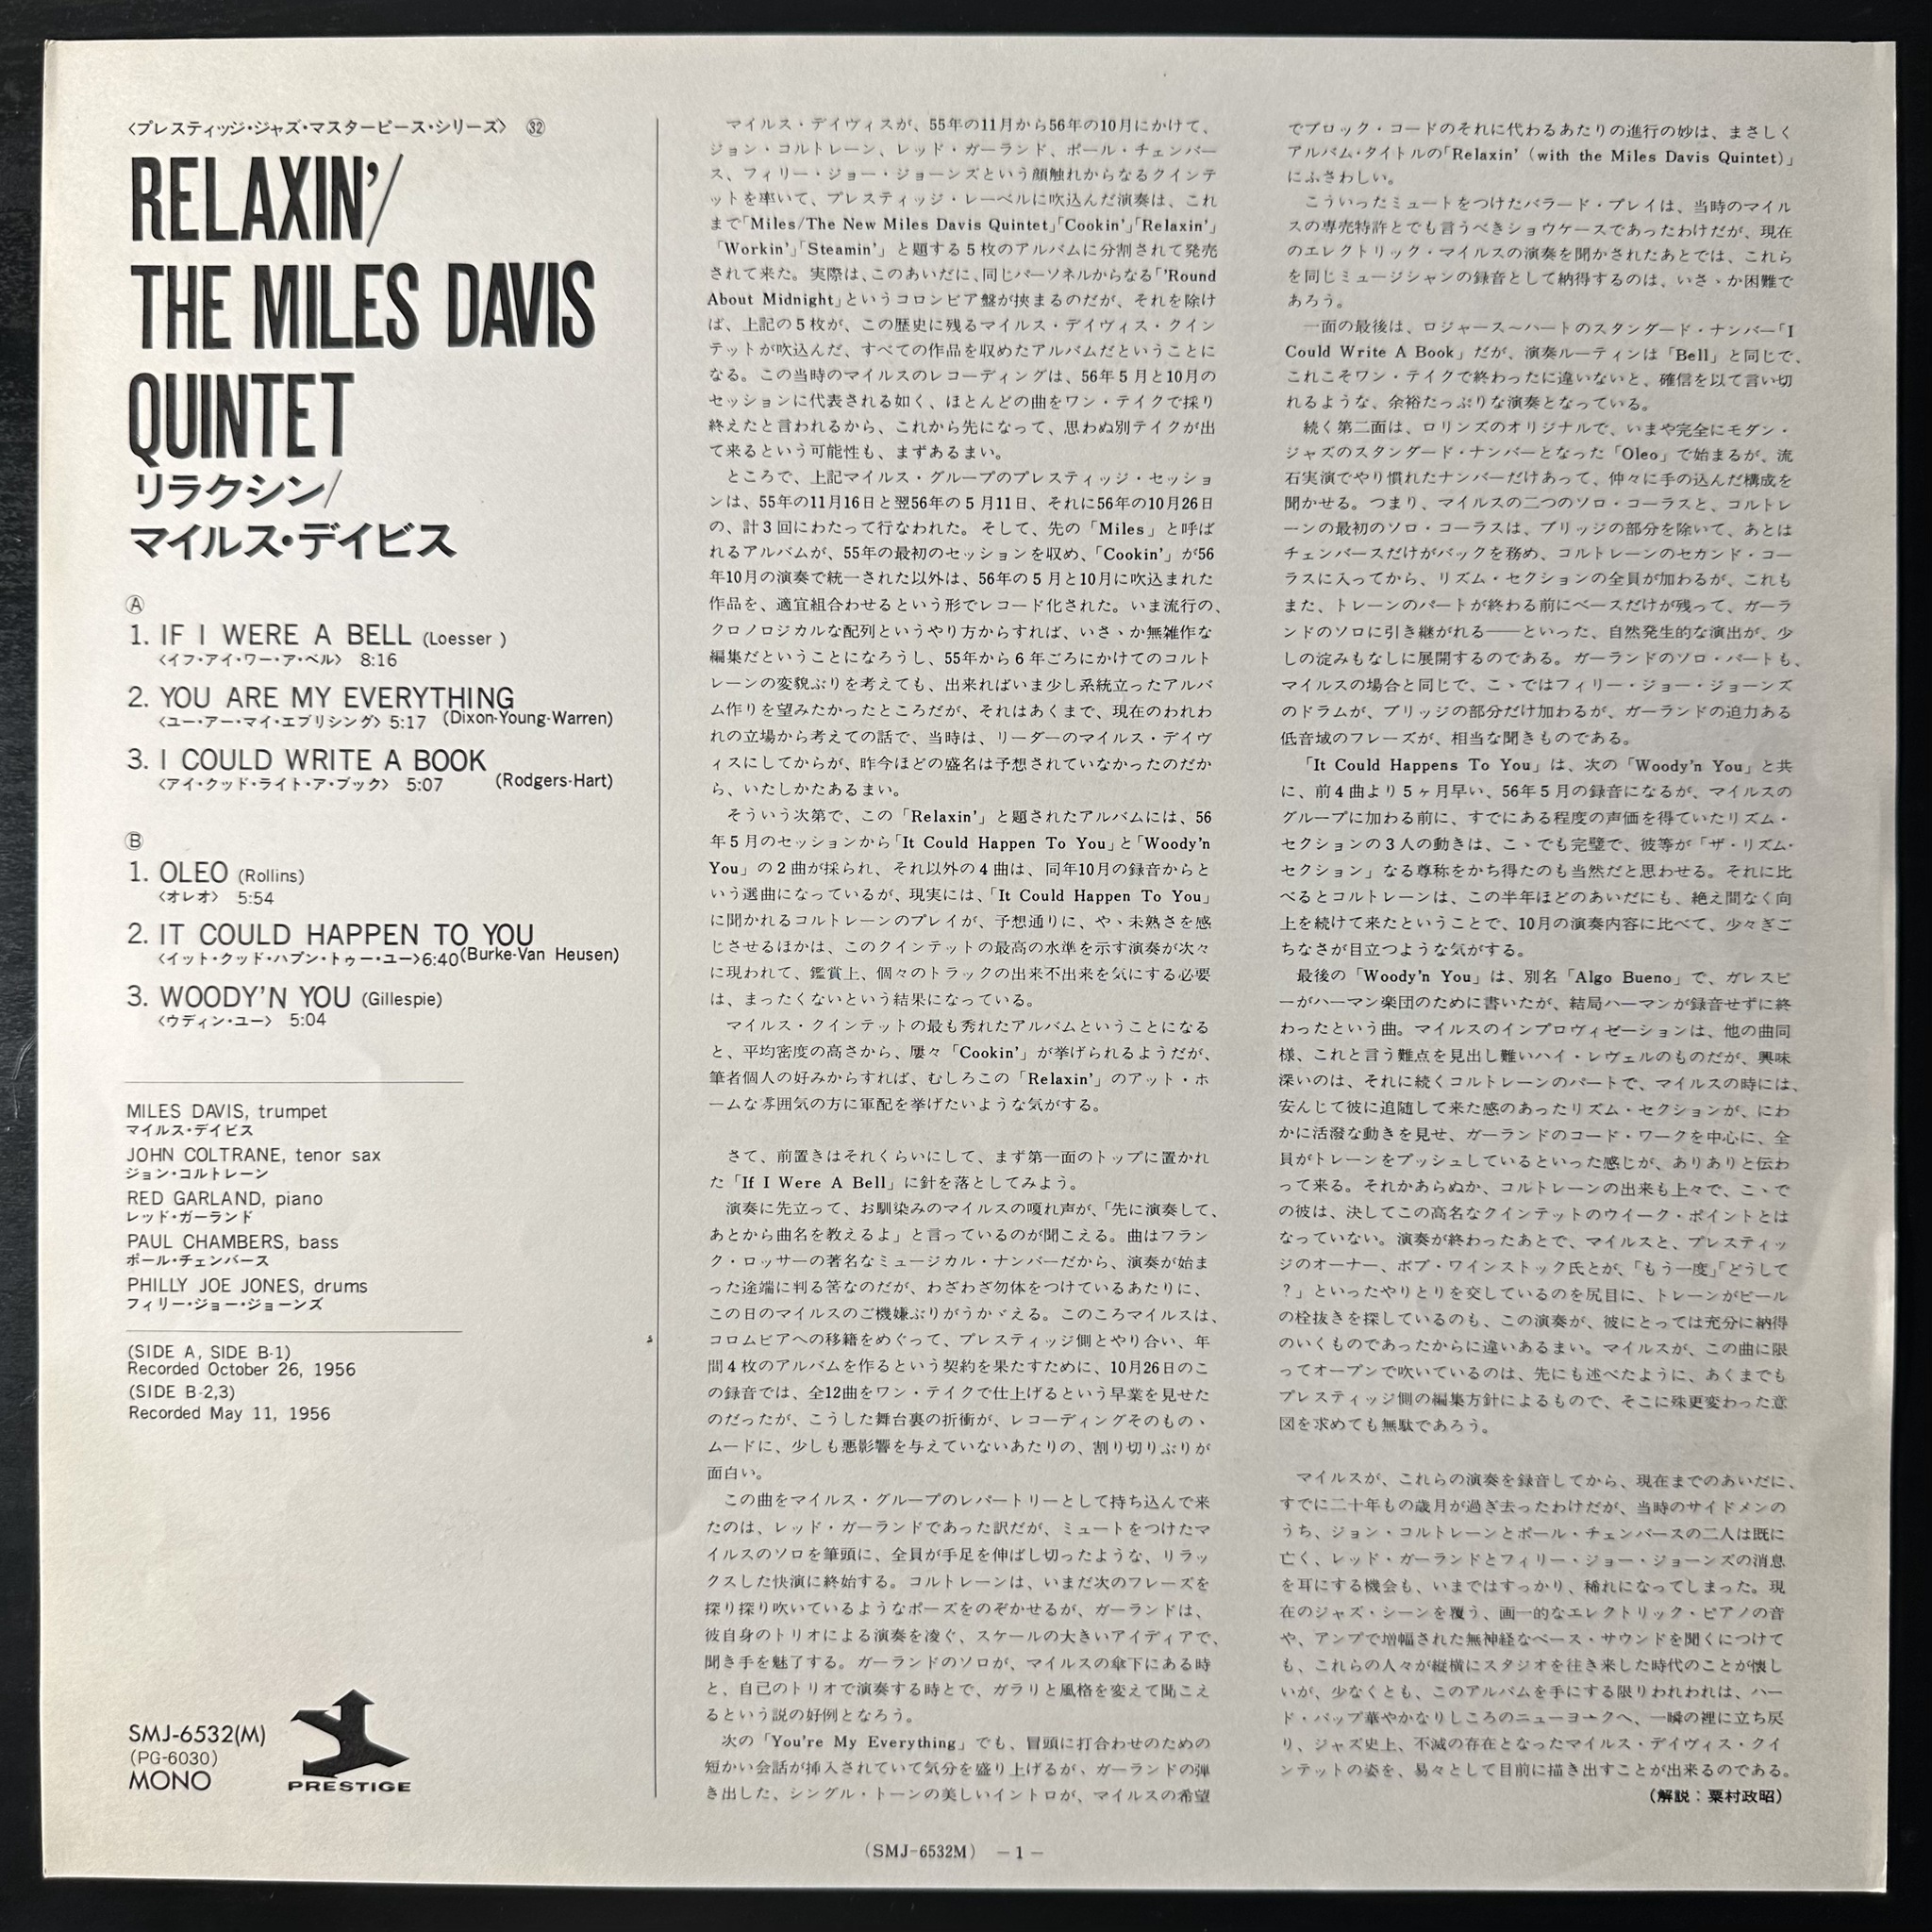 〈プレスティッジ・ジャズ・マスターピース・シリーズ〉 ㉜
RELAXIN'/
THE MILES DAVIS
QUINTET
リラクシン/
マイルス・デイビス
Ⓐ
1. IF I WERE A BELL (Loesser )
〈イフ・アイ・ワー・ア・ベル〉 8:16
2. YOU ARE MY EVERYTHING
〈ユー・アー・マイ・エブリシング〉 5:17 (Dixon-Young-Warren)
3. I COULD WRITE A BOOK
〈アイ・クッド・ライト・ア・ブック〉 5:07 (Rodgers-Hart)
Ⓑ
1. OLEO (Rollins)
〈オレオ〉 5:54
2. IT COULD HAPPEN TO YOU
〈イット・クッド・ハプン・トゥー・ユー〉6:40(Burke-Van Heusen)
3. WOODY'N YOU (Gillespie)
〈ウディン・ユー〉 5:04
MILES DAVIS, trumpet
マイルス・デイビス
JOHN COLTRANE, tenor sax
ジョン・コルトレーン
RED GARLAND, piano
レッド・ガーランド
PAUL CHAMBERS, bass
ポール・チェンバース
PHILLY JOE JONES, drums
フィリー・ジョー・ジョーンズ
(SIDE A, SIDE B-1)
Recorded October 26, 1956
(SIDE B-2,3)
Recorded May 11, 1956
SMJ-6532(M)
(PG-6030)
MONO
PRESTIGE
マイルス・デイヴィスが、55年の11月から56年の10月にかけて、
ジョン・コルトレーン、レッド・ガーランド、ポール・チェンバー
ス、フィリー・ジョー・ジョーンズという顔触れからなるクインテ
ットを率いて、プレスティッジ・レーベルに吹込んだ演奏は、これ
まで「Miles/The New Miles Davis Quintet」「Cookin'」「Relaxin'」
「Workin'」「Steamin'」と題する5枚のアルバムに分割されて発売
されて来た。実際は、このあいだに、同じパーソネルからなる「'Round
About Midnight」というコロンビア盤が挟まるのだが、それを除け
ば、上記の5枚が、この歴史に残るマイルス・デイヴィス・クイン
テットが吹込んだ、すべての作品を収めたアルバムだということに
なる。この当時のマイルスのレコーディングは、56年5月と10月の
セッションに代表される如く、ほとんどの曲をワン・テイクで採り
終えたと言われるから、これから先になって、思わぬ別テイクが出
て来るという可能性も、まずあるまい。
ところで、上記マイルス・グループのプレスティッジ・セッショ
ンは、55年の11月16日と翌56年の5月11日、それに56年の10月26日
の、計3回にわたって行なわれた。そして、先の「Miles」と呼ば
れるアルバムが、55年の最初のセッションを収め、「Cookin'」が56
年10月の演奏で統一された以外は、56年の5月と10月に吹込まれた
作品を、適宜組合わせるという形でレコード化された。いま流行の、
クロノロジカルな配列というやり方からすれば、いさゝか無雑作な
編集だということになろうし、55年から6年ごろにかけてのコルト
レーンの変貌ぶりを考えても、出来ればいま少し系統立ったアルバ
ム作りを望みたかったところだが、それはあくまで、現在のわれわ
れの立場から考えての話で、当時は、リーダーのマイルス・デイヴ
ィスにしてからが、昨今ほどの盛名は予想されていなかったのだか
ら、いたしかたあるまい。
そういう次第で、この「Relaxin'」と題されたアルバムには、56
年5月のセッションから「It Could Happen To You」と「Woody'n
You」の2曲が採られ、それ以外の4曲は、同年10月の録音からと
いう選曲になっているが、現実には、「It Could Happen To You」
に聞かれるコルトレーンのプレイが、予想通りに、やゝ未熟さを感
じさせるほかは、このクインテットの最高の水準を示す演奏が次々
に現われて、鑑賞上、個々のトラックの出来不出来を気にする必要
は、まったくないという結果になっている。
マイルス・クインテットの最も秀れたアルバムということになる
と、平均密度の高さから、屢々「Cookin'」が挙げられるようだが、
筆者個人の好みからすれば、むしろこの「Relaxin'」のアット・ホ
ームな雰囲気の方に軍配を挙げたいような気がする。
さて、前置きはそれくらいにして、まず第一面のトップに置かれ
た「If I Were A Bell」に針を落としてみよう。
演奏に先立って、お馴染みのマイルスの嗄れ声が、「先に演奏して、
あとから曲名を教えるよ」と言っているのが聞こえる。曲はフラン
ク・ロッサーの著名なミュージカル・ナンバーだから、演奏が始ま
った途端に判る筈なのだが、わざわざ勿体をつけているあたりに、
この日のマイルスのご機嫌ぶりがうかゞえる。このころマイルスは、
コロムビアへの移籍をめぐって、プレスティッジ側とやり合い、年
間4枚のアルバムを作るという契約を果たすために、10月26日のこ
の録音では、全12曲をワン・テイクで仕上げるという早業を見せた
のだったが、こうした舞台裏の折衝が、レコーディングそのものゝ
ムードに、少しも悪影響を与えていないあたりの、割り切りぶりが
面白い。
この曲をマイルス・グループのレパートリーとして持ち込んで来
たのは、レッド・ガーランドであった訳だが、ミュートをつけたマ
イルスのソロを筆頭に、全員が手足を伸ばし切ったような、リラッ
クスした快演に終始する。コルトレーンは、いまだ次のフレーズを
探り探り吹いているようなポーズをのぞかせるが、ガーランドは、
彼自身のトリオによる演奏を凌ぐ、スケールの大きいアイディアで、
聞き手を魅了する。ガーランドのソロが、マイルスの傘下にある時
と、自己のトリオで演奏する時とで、ガラリと風格を変えて聞こえ
るという説の好例となろう。
次の「You're My Everything」でも、冒頭に打合わせのための
短かい会話が挿入されていて気分を盛り上げるが、ガーランドの弾
き出した、シングル・トーンの美しいイントロが、マイルスの希望
でブロック・コードのそれに代わるあたりの進行の妙は、まさしく
アルバム・タイトルの「Relaxin' (with the Miles Davis Quintet)」
にふさわしい。
こういったミュートをつけたバラード・プレイは、当時のマイル
スの専売特許とでも言うべきショウケースであったわけだが、現在
のエレクトリック・マイルスの演奏を聞かされたあとでは、これら
を同じミュージシャンの録音として納得するのは、いさゝか困難で
あろう。
一面の最後は、ロジャース〜ハートのスタンダード・ナンバー「I
Could Write A Book」だが、演奏ルーティンは「Bell」と同じで、
これこそワン・テイクで終わったに違いないと、確信を以て言い切
れるような、余裕たっぷりな演奏となっている。
続く第二面は、ロリンズのオリジナルで、いまや完全にモダン・
ジャズのスタンダード・ナンバーとなった「Oleo」で始まるが、流
石実演でやり慣れたナンバーだけあって、仲々に手の込んだ構成を
聞かせる。つまり、マイルスの二つのソロ・コーラスと、コルトレ
ーンの最初のソロ・コーラスは、ブリッジの部分を除いて、あとは
チェンバースだけがバックを務め、コルトレーンのセカンド・コー
ラスに入ってから、リズム・セクションの全員が加わるが、これも
また、トレーンのパートが終わる前にベースだけが残って、ガーラ
ンドのソロに引き継がれる――といった、自然発生的な演出が、少
しの淀みもなしに展開するのである。ガーランドのソロ・パートも、
マイルスの場合と同じで、こゝではフィリー・ジョー・ジョーンズ
のドラムが、ブリッジの部分だけ加わるが、ガーランドの迫力ある
低音域のフレーズが、相当な聞きものである。
「It Could Happens To You」は、次の「Woody'n You」と共
に、前4曲より5ヶ月早い、56年5月の録音になるが、マイルスの
グループに加わる前に、すでにある程度の声価を得ていたリズム・
セクションの3人の動きは、こゝでも完璧で、彼等が「ザ・リズム・
セクション」なる尊称をかち得たのも当然だと思わせる。それに比
べるとコルトレーンは、この半年ほどのあいだにも、絶え間なく向
上を続けて来たということで、10月の演奏内容に比べて、少々ぎご
ちなさが目立つような気がする。
最後の「Woody'n You」は、別名「Algo Bueno」で、ガレスピ
ーがハーマン楽団のために書いたが、結局ハーマンが録音せずに終
わったという曲。マイルスのインプロヴィゼーションは、他の曲同
様、これと言う難点を見出し難いハイ・レヴェルのものだが、興味
深いのは、それに続くコルトレーンのパートで、マイルスの時には、
安んじて彼に追随して来た感のあったリズム・セクションが、にわ
かに活潑な動きを見せ、ガーランドのコード・ワークを中心に、全
員がトレーンをプッシュしているといった感じが、ありありと伝わ
って来る。それかあらぬか、コルトレーンの出来も上々で、こゝで
の彼は、決してこの高名なクインテットのウイーク・ポイントとは
なっていない。演奏が終わったあとで、マイルスと、プレスティッ
ジのオーナー、ボブ・ワインストック氏とが、「もう一度」「どうして
？」といったやりとりを交しているのを尻目に、トレーンがビール
の栓抜きを探しているのも、この演奏が、彼にとっては充分に納得
のいくものであったからに違いあるまい。マイルスが、この曲に限
ってオープンで吹いているのは、先にも述べたように、あくまでも
プレスティッジ側の編集方針によるもので、そこに殊更変わった意
図を求めても無駄であろう。
マイルスが、これらの演奏を録音してから、現在までのあいだに、
すでに二十年もの歳月が過ぎ去ったわけだが、当時のサイドメンの
うち、ジョン・コルトレーンとポール・チェンバースの二人は既に
亡く、レッド・ガーランドとフィリー・ジョー・ジョーンズの消息
を耳にする機会も、いまではすっかり、稀れになってしまった。現
在のジャズ・シーンを覆う、画一的なエレクトリック・ピアノの音
や、アンプで増幅された無神経なベース・サウンドを聞くにつけて
も、これらの人々が縦横にスタジオを往き来した時代のことが懐し
いが、少なくとも、このアルバムを手にする限りわれわれは、ハー
ド・バップ華やかなりしころのニューヨークへ、一瞬の裡に立ち戻
り、ジャズ史上、不滅の存在となったマイルス・デイヴィス・クイ
ンテットの姿を、易々として目前に描き出すことが出来るのである。
(解説：粟村政昭)
(SMJ-6532M) －1－